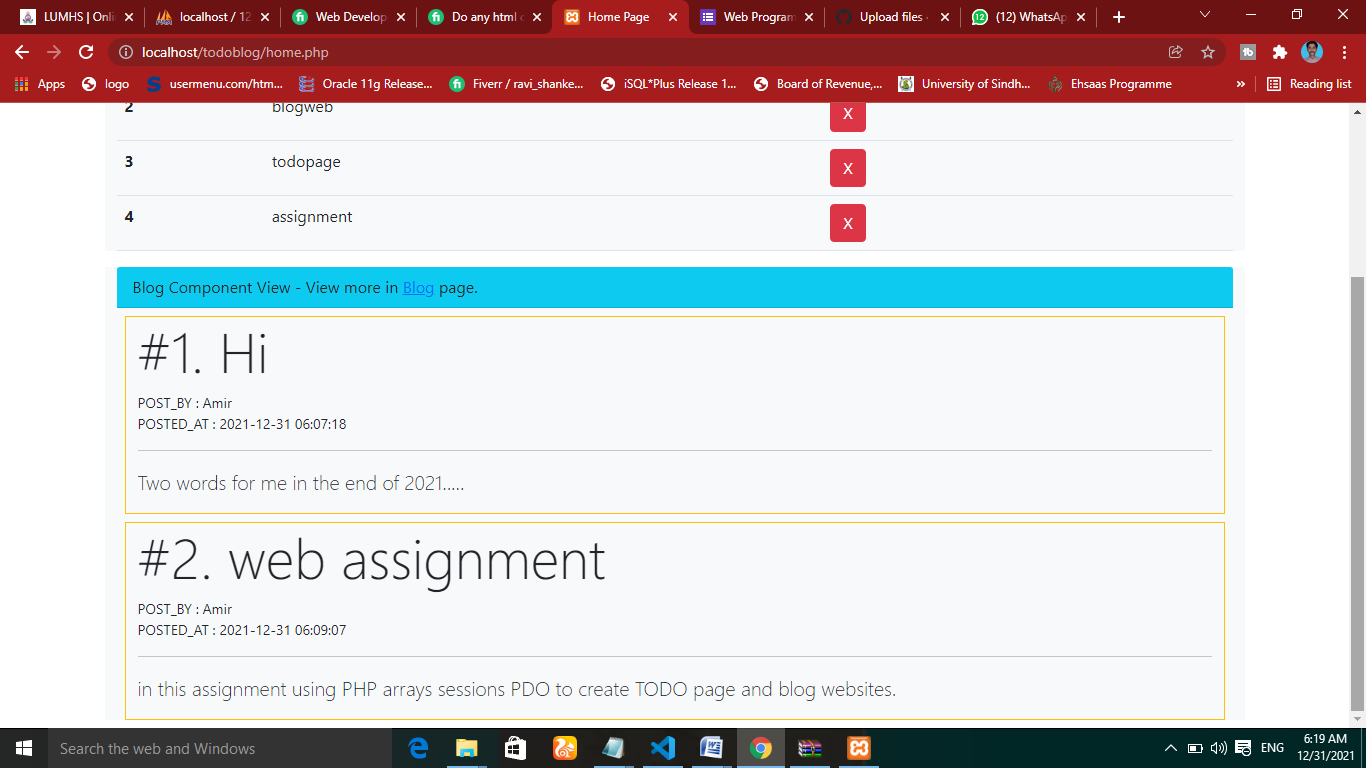 LUMHS | Onli
localhost / 12
Web Develop
Do any html c
Home Page
Web Program
Upload files ·
(12) WhatsAp
localhost/todoblog/home.php
Apps
logo
usermenu.com/htm...
Oracle 11g Release...
Fiverr / ravi_shanke...
iSQL*Plus Release 1...
Board of Revenue,...
University of Sindh...
Ehsaas Programme
»
Reading list
2 blogweb X
3 todopage X
4 assignment X
Blog Component View - View more in Blog page.
#1. Hi
POST_BY : Amir
POSTED_AT : 2021-12-31 06:07:18
Two words for me in the end of 2021.....
#2. web assignment
POST_BY : Amir
POSTED_AT : 2021-12-31 06:09:07
in this assignment using PHP arrays sessions PDO to create TODO page and blog websites.
Search the web and Windows
ENG
6:19 AM
12/31/2021